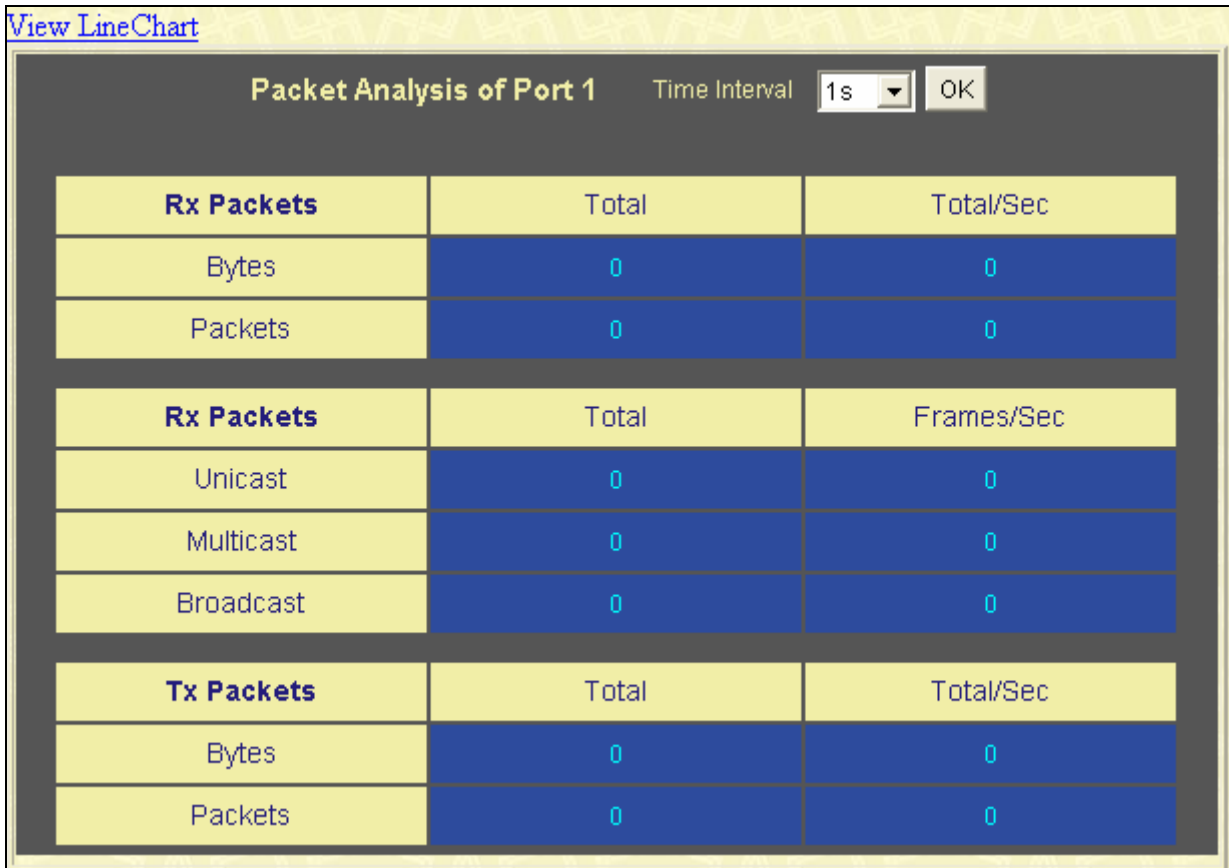 View LineChart
Packet Analysis of Port 1 Time Interval 1s OK
Rx Packets Total Total/Sec
Bytes 0 0
Packets 0 0
Rx Packets Total Frames/Sec
Unicast 0 0
Multicast 0 0
Broadcast 0 0
Tx Packets Total Total/Sec
Bytes 0 0
Packets 0 0